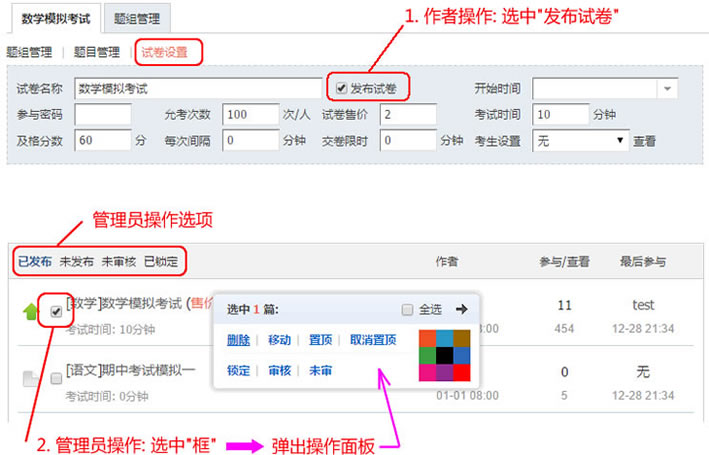 数学模拟考试 题组管理
1. 作者操作: 选中"发布试卷"
题组管理 | 题目管理 | 试卷设置
试卷名称 数学模拟考试 发布试卷 开始时间
参与密码 允考次数 100 次/人 试卷售价 2 考试时间 10 分钟
及格分数 60 分 每次间隔 0 分钟 交卷限时 0 分钟 考生设置 无 查看
管理员操作选项
已发布 未发布 未审核 已锁定 作者 参与/查看 最后参与
[数学]数学模拟考试 (售价 11 test
考试时间: 10分钟 3:00 454 12-28 21:34
选中 1 篇: 全选
删除 | 移动 | 置顶 | 取消置顶
锁定 | 审核 | 未审
[语文]期中考试模拟一 0 无
考试时间: 0分钟 01-01 08:00 5 12-28 21:34
2. 管理员操作: 选中"框" 弹出操作面板